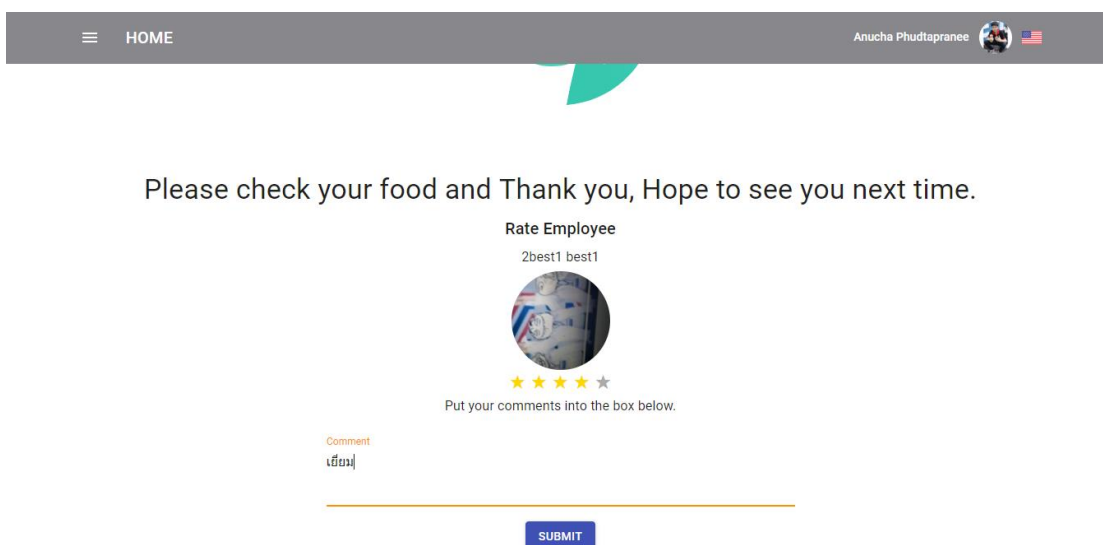 HOME
Anucha Phudtapranee
Please check your food and Thank you, Hope to see you next time.
Rate Employee
2best1 best1
Put your comments into the box below.
Comment
เยี่ยม
SUBMIT